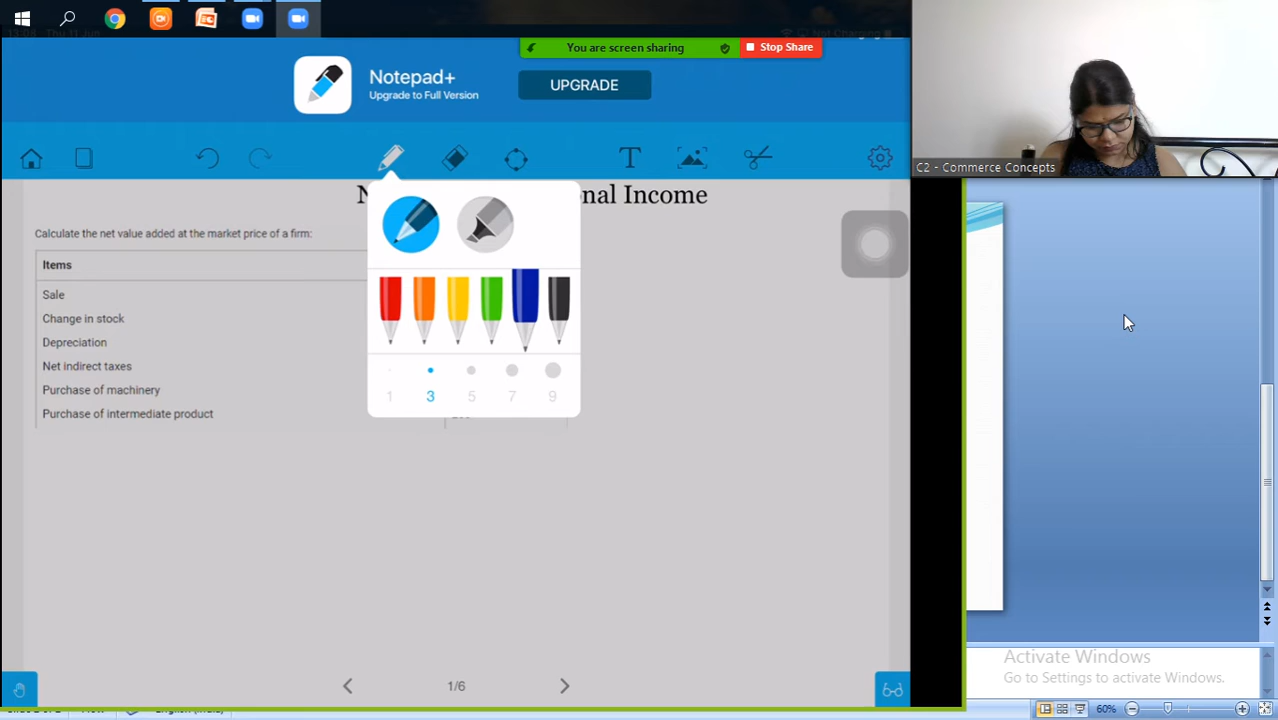 You are screen sharing
Stop Share
Notepad+
Upgrade to Full Version
UPGRADE
C2 - Commerce Concepts
nal Income
Calculate the net value added at the market price of a firm:
Items
Sale
Change in stock
Depreciation
Net indirect taxes
Purchase of machinery
Purchase of intermediate product
1 3 5 7 9
1/6
Activate Windows
Go to Settings to activate Windows.
60%